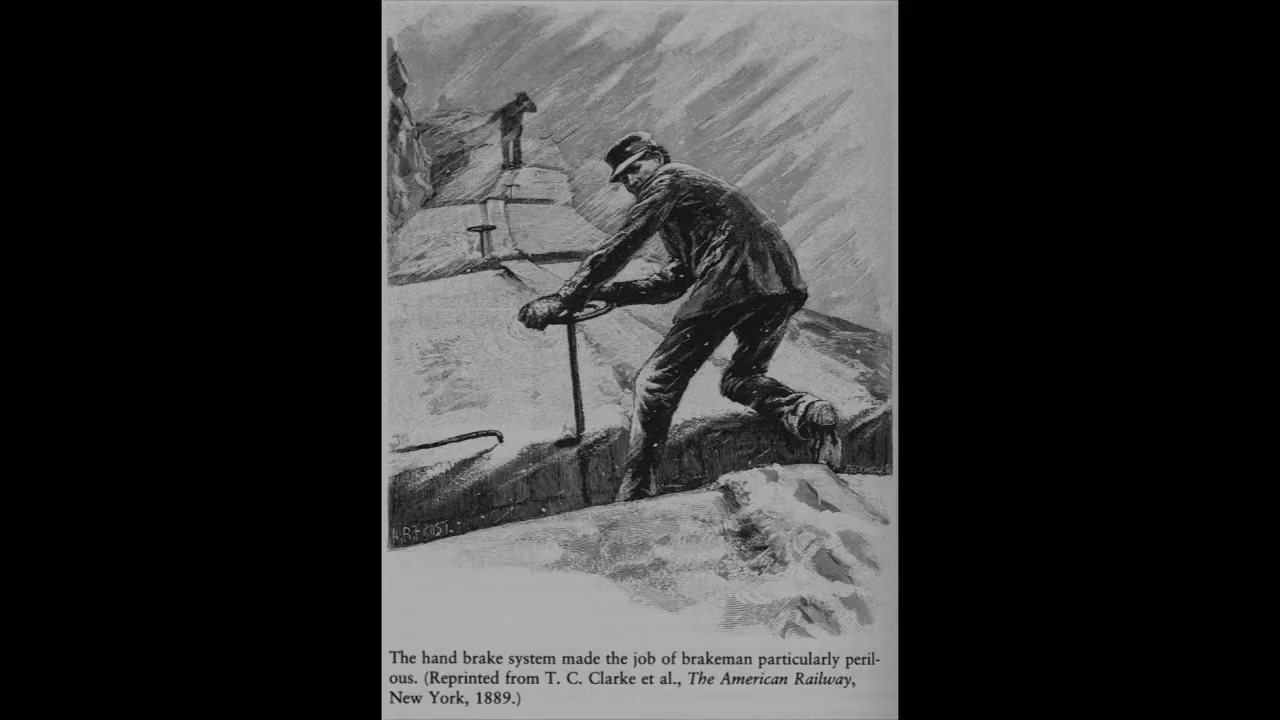 A.B.FROST.
The hand brake system made the job of brakeman particularly peril-
ous. (Reprinted from T. C. Clarke et al., The American Railway,
New York, 1889.)